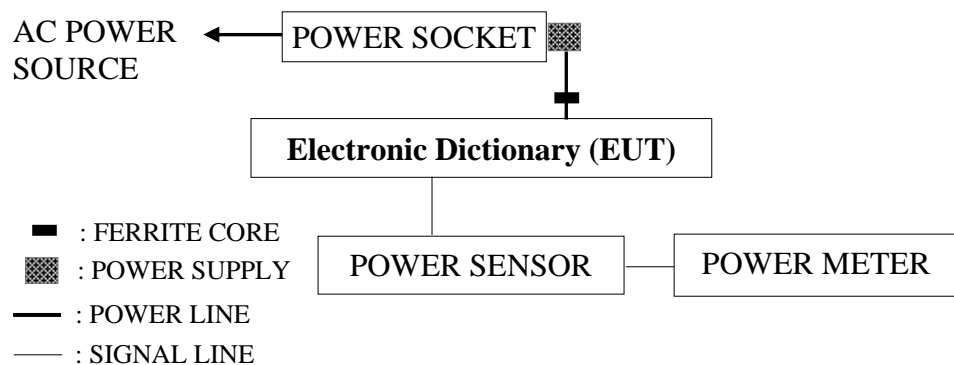 AC POWER
SOURCE
POWER SOCKET
Electronic Dictionary (EUT)
POWER SENSOR
POWER METER
: FERRITE CORE
: POWER SUPPLY
: POWER LINE
: SIGNAL LINE